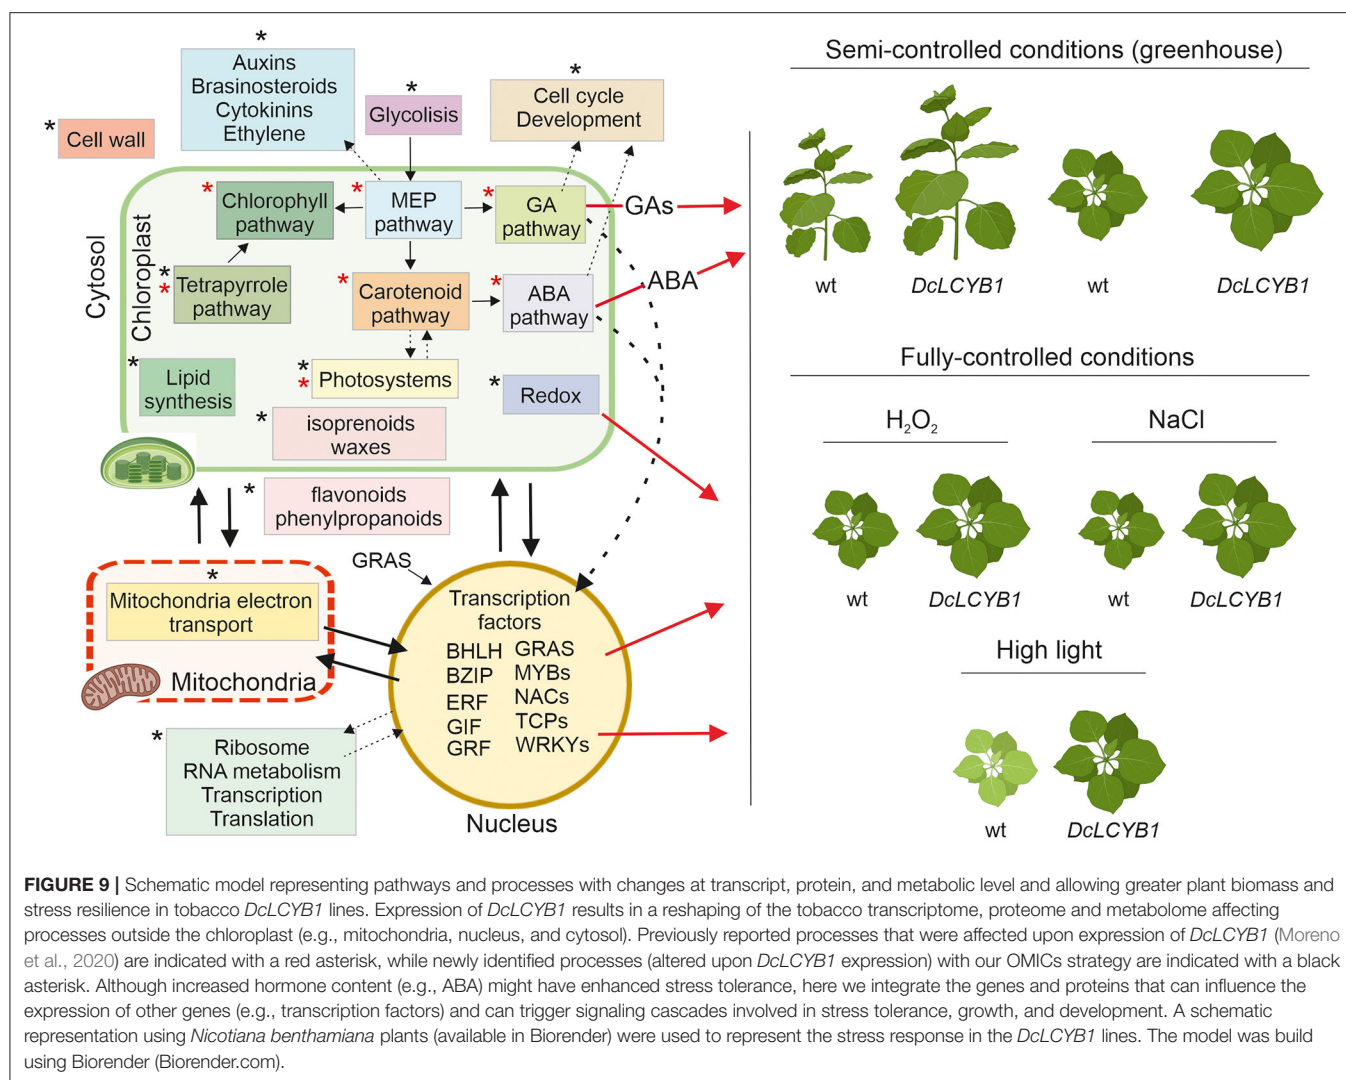 *
Auxins
Brasinosteroids
Cytokinins
Ethylene
*
Glycolisis
*
Cell cycle
Development
* Cell wall
Cytosol
Chloroplast
* Chlorophyll
pathway
* MEP
pathway
* GA
pathway
GAs
*
* Tetrapyrrole
pathway
* Carotenoid
pathway
* ABA
pathway
ABA
* Lipid
synthesis
*
* Photosystems
* Redox
* isoprenoids
waxes
* flavonoids
phenylpropanoids
GRAS
*
Mitochondria electron
transport
Mitochondria
Transcription
factors
BHLH
BZIP
ERF
GIF
GRF
GRAS
MYBs
NACs
TCPs
WRKYs
Nucleus
* Ribosome
RNA metabolism
Transcription
Translation
Semi-controlled conditions (greenhouse)
wt DcLCYB1 wt DcLCYB1
Fully-controlled conditions
H₂O₂ NaCl
wt DcLCYB1 wt DcLCYB1
High light
wt DcLCYB1
FIGURE 9 | Schematic model representing pathways and processes with changes at transcript, protein, and metabolic level and allowing greater plant biomass and
stress resilience in tobacco DcLCYB1 lines. Expression of DcLCYB1 results in a reshaping of the tobacco transcriptome, proteome and metabolome affecting
processes outside the chloroplast (e.g., mitochondria, nucleus, and cytosol). Previously reported processes that were affected upon expression of DcLCYB1 (Moreno
et al., 2020) are indicated with a red asterisk, while newly identified processes (altered upon DcLCYB1 expression) with our OMICs strategy are indicated with a black
asterisk. Although increased hormone content (e.g., ABA) might have enhanced stress tolerance, here we integrate the genes and proteins that can influence the
expression of other genes (e.g., transcription factors) and can trigger signaling cascades involved in stress tolerance, growth, and development. A schematic
representation using Nicotiana benthamiana plants (available in Biorender) were used to represent the stress response in the DcLCYB1 lines. The model was build
using Biorender (Biorender.com).